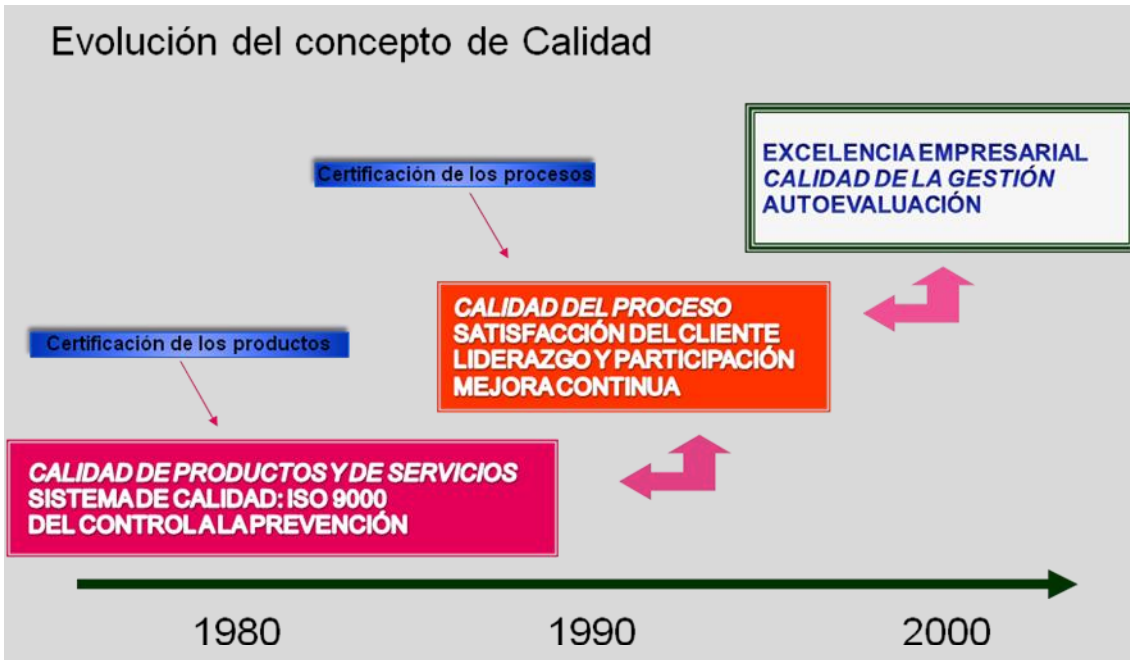 Evolución del concepto de Calidad
EXCELENCIA EMPRESARIAL
CALIDAD DE LA GESTIÓN
AUTOEVALUACIÓN
Certificación de los procesos
CALIDAD DEL PROCESO
SATISFACCIÓN DEL CLIENTE
LIDERAZGO Y PARTICIPACIÓN
MEJORA CONTINUA
Certificación de los productos
CALIDAD DE PRODUCTOS Y DE SERVICIOS
SISTEMA DE CALIDAD: ISO 9000
DEL CONTROL A LA PREVENCIÓN
1980 1990 2000